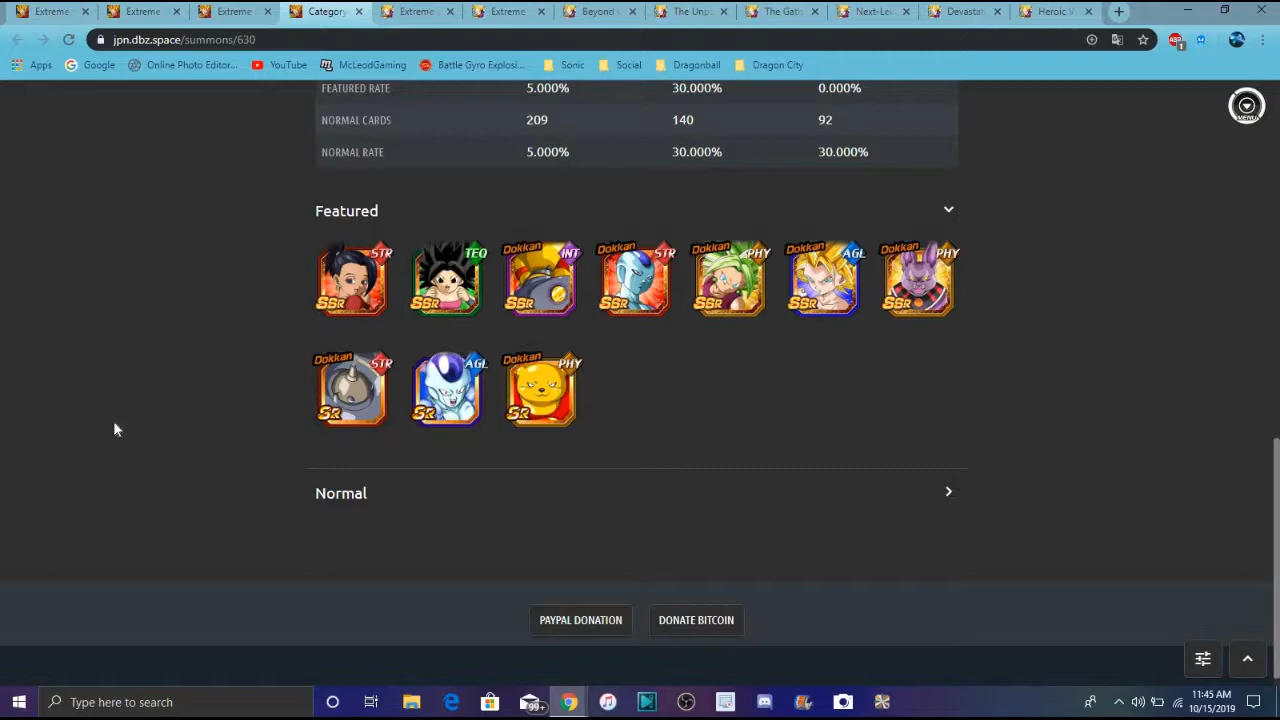 Extreme Extreme Extreme Category Extreme Extreme Beyond The Unp The Gath Next-Lev Devasta Heroic V
jpn.dbz.space/summons/630
Apps Google Online Photo Editor... YouTube McLeodGaming Battle Gyro Explosi... Sonic Social Dragonball Dragon City
MENU
FEATURED RATE 5.000% 30.000% 0.000%
NORMAL CARDS 209 140 92
NORMAL RATE 5.000% 30.000% 30.000%
Featured
STR TEQ Dokkan INT Dokkan STR Dokkan PHY Dokkan AGL Dokkan PHY
SSR SSR SSR SSR SSR SSR SSR
Dokkan STR AGL Dokkan PHY
SR SR SR
Normal
PAYPAL DONATION DONATE BITCOIN
Type here to search 99+ 11:45 AM
10/15/2019